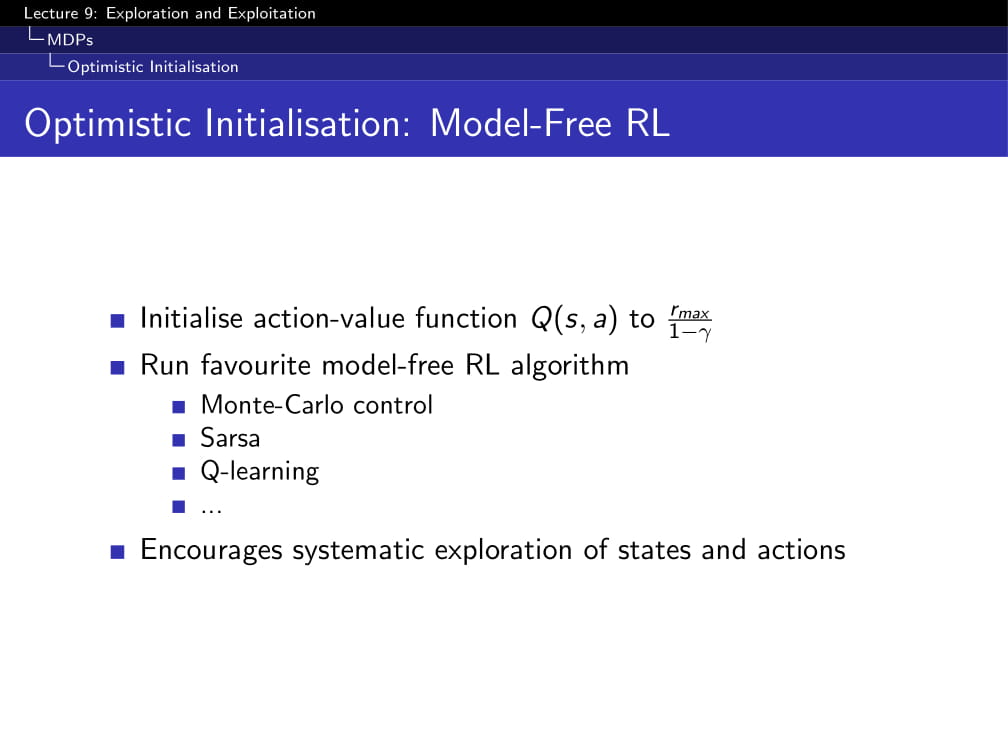 Lecture 9: Exploration and Exploitation
MDPs
Optimistic Initialisation
Optimistic Initialisation: Model-Free RL
Initialise action-value function Q(s, a) to \frac{r_{max}}{1-\gamma}
Run favourite model-free RL algorithm
Monte-Carlo control
Sarsa
Q-learning
...
Encourages systematic exploration of states and actions